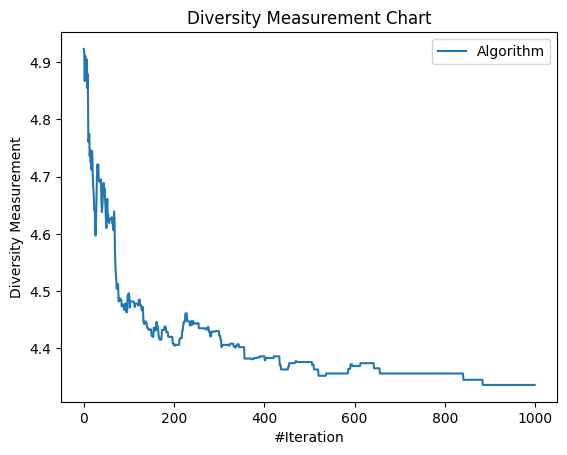 Diversity Measurement Chart
Algorithm
Diversity Measurement
4.9
4.8
4.7
4.6
4.5
4.4
0 200 400 600 800 1000
#Iteration